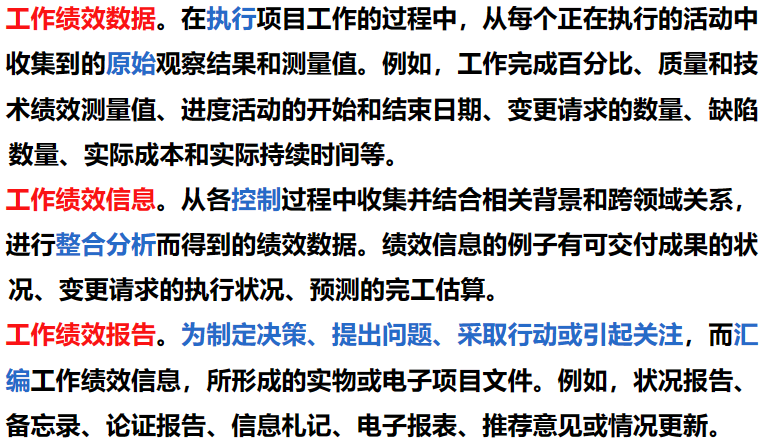 工作绩效数据。在执行项目工作的过程中，从每个正在执行的活动中
收集到的原始观察结果和测量值。例如，工作完成百分比、质量和技
术绩效测量值、进度活动的开始和结束日期、变更请求的数量、缺陷
数量、实际成本和实际持续时间等。
工作绩效信息。从各控制过程中收集并结合相关背景和跨领域关系，
进行整合分析而得到的绩效数据。绩效信息的例子有可交付成果的状
况、变更请求的执行状况、预测的完工估算。
工作绩效报告。为制定决策、提出问题、采取行动或引起关注，而汇
编工作绩效信息，所形成的实物或电子项目文件。例如，状况报告、
备忘录、论证报告、信息札记、电子报表、推荐意见或情况更新。